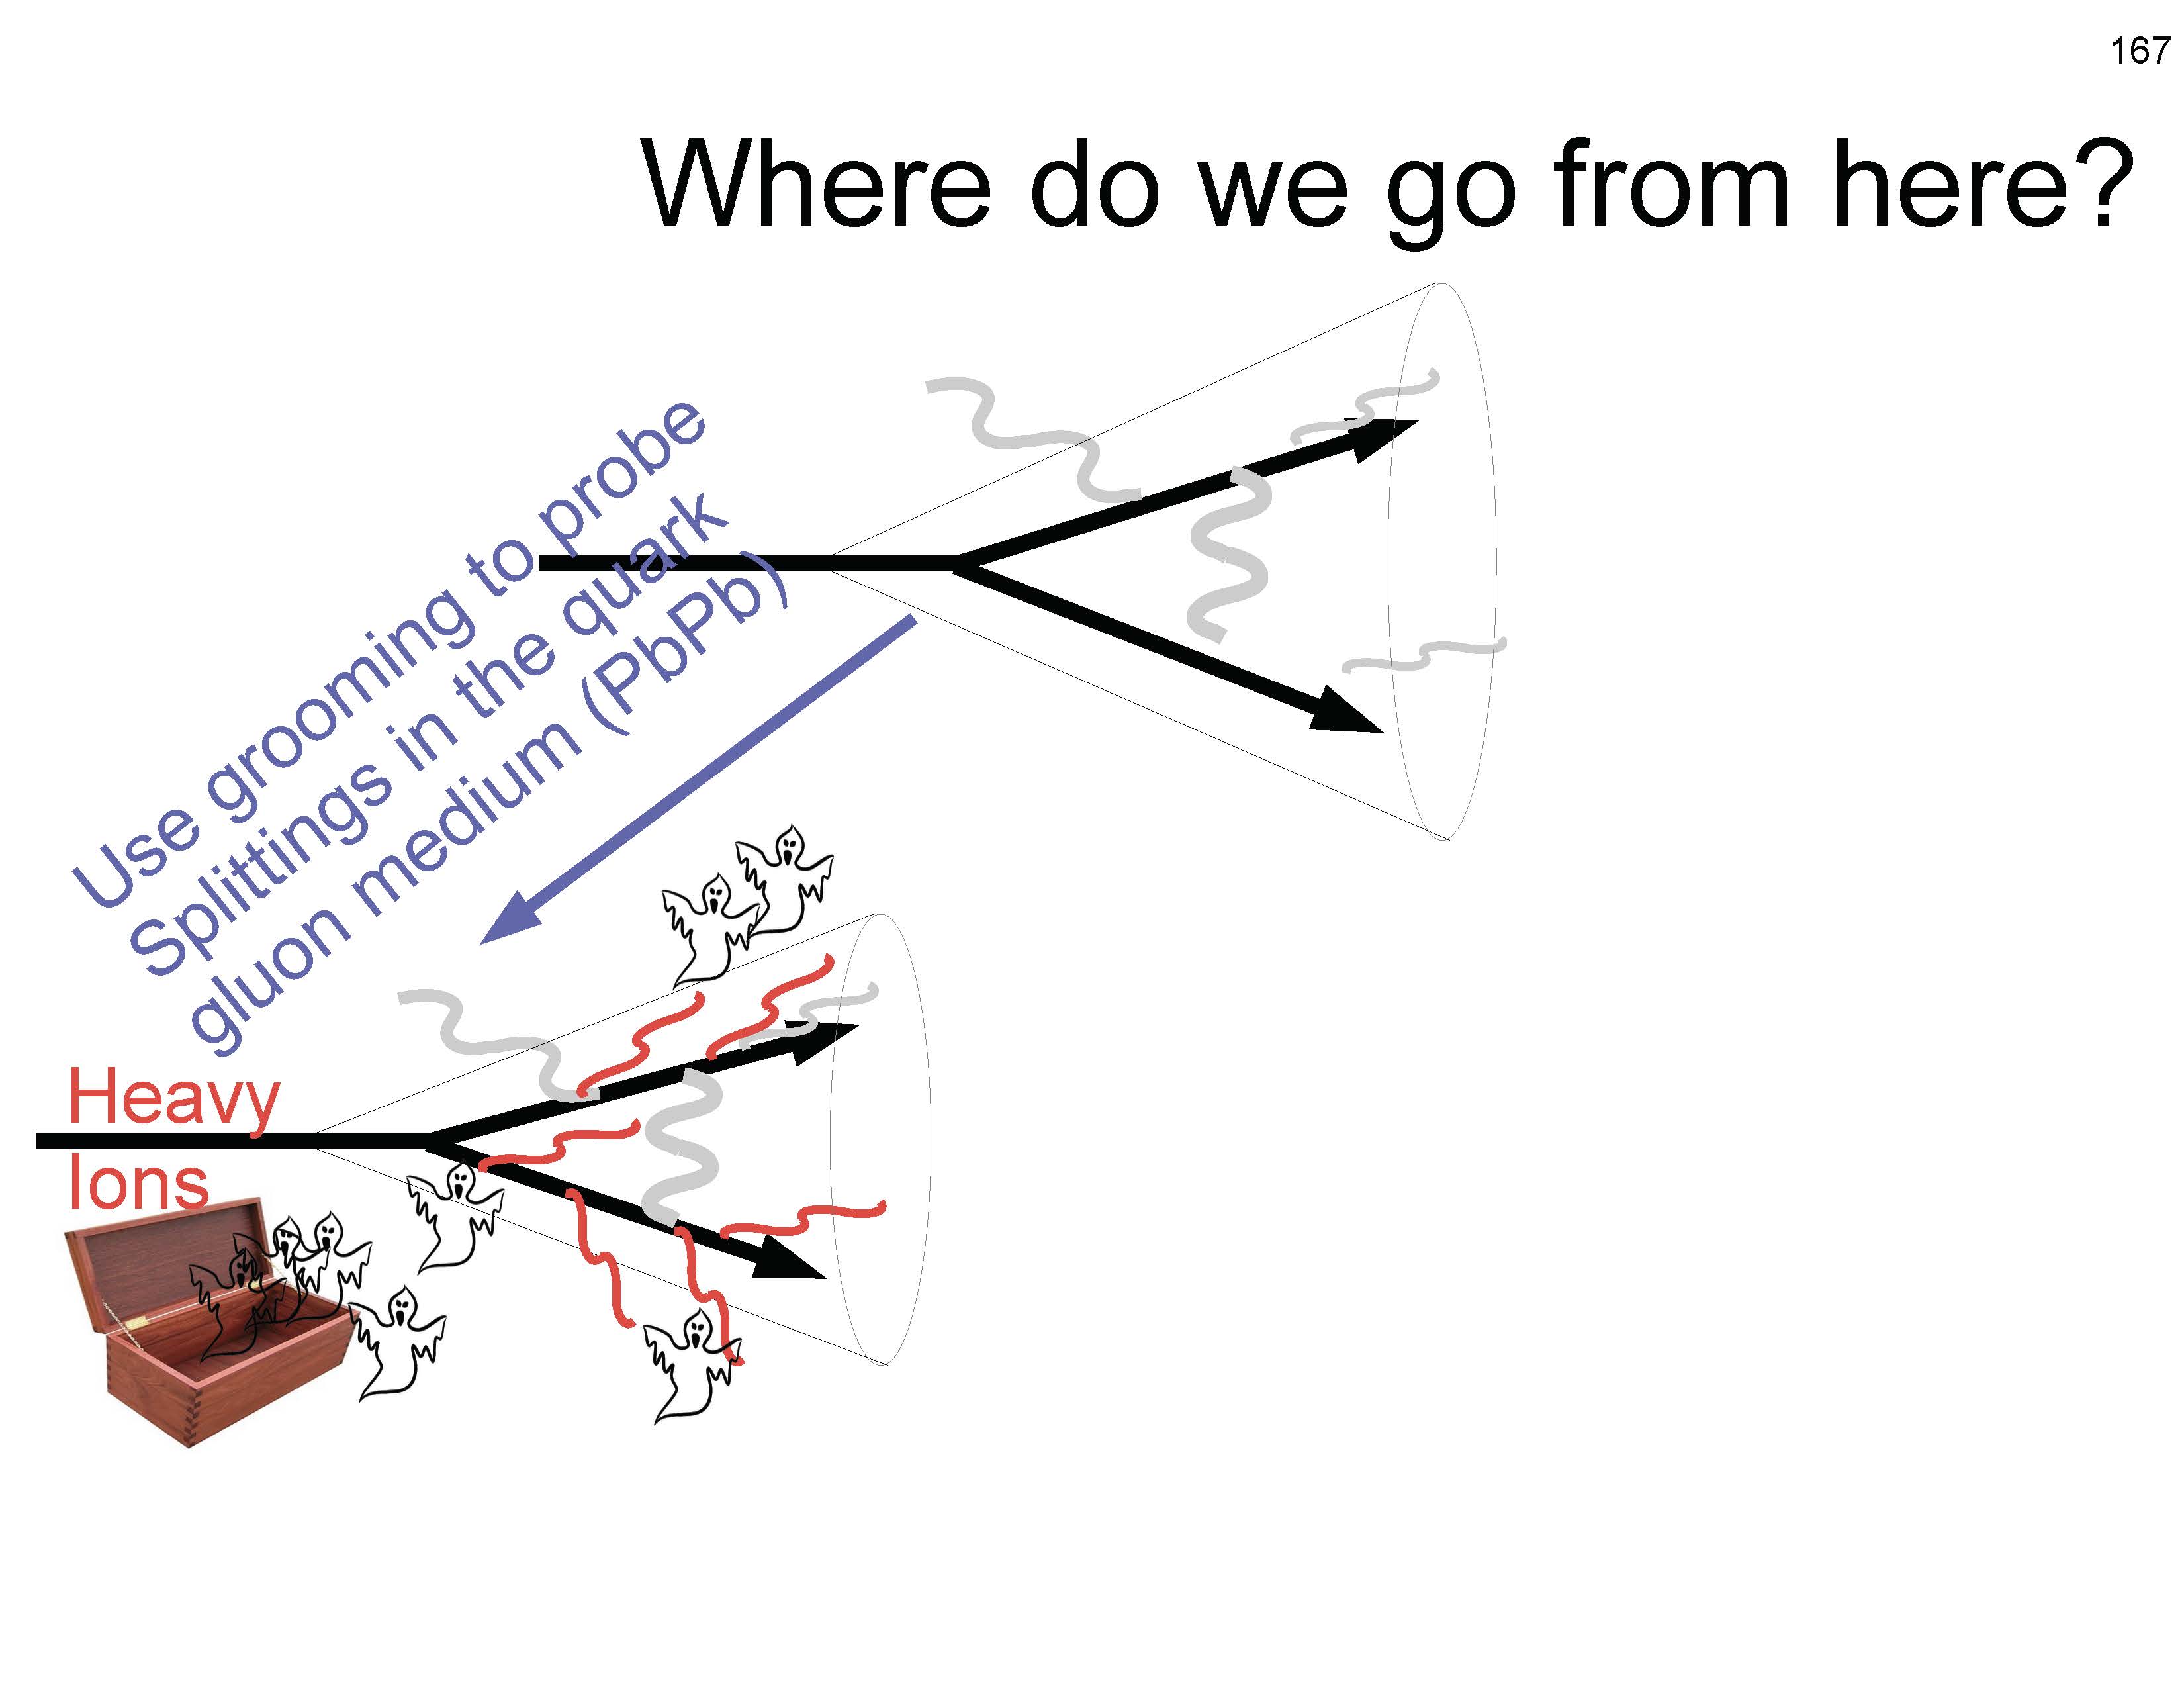 167
Where do we go from here?
Use grooming to probe
Splittings in the quark
gluon medium (PbPb)
Heavy
Ions